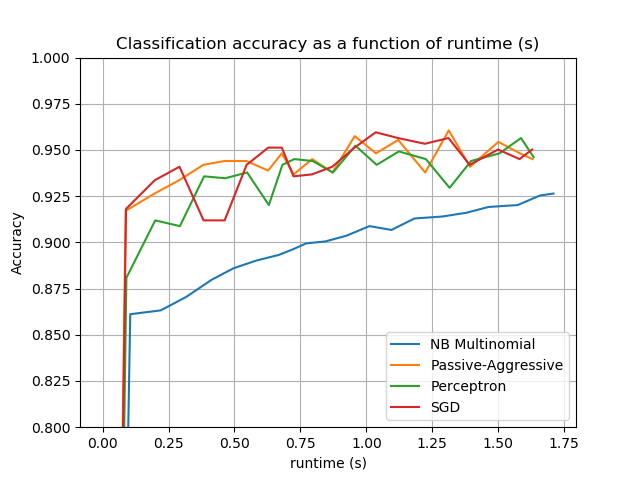 Classification accuracy as a function of runtime (s)
1.000
0.975
0.950
0.925
0.900
0.875
0.850
0.825
0.800
Accuracy
NB Multinomial
Passive-Aggressive
Perceptron
SGD
0.00 0.25 0.50 0.75 1.00 1.25 1.50 1.75
runtime (s)